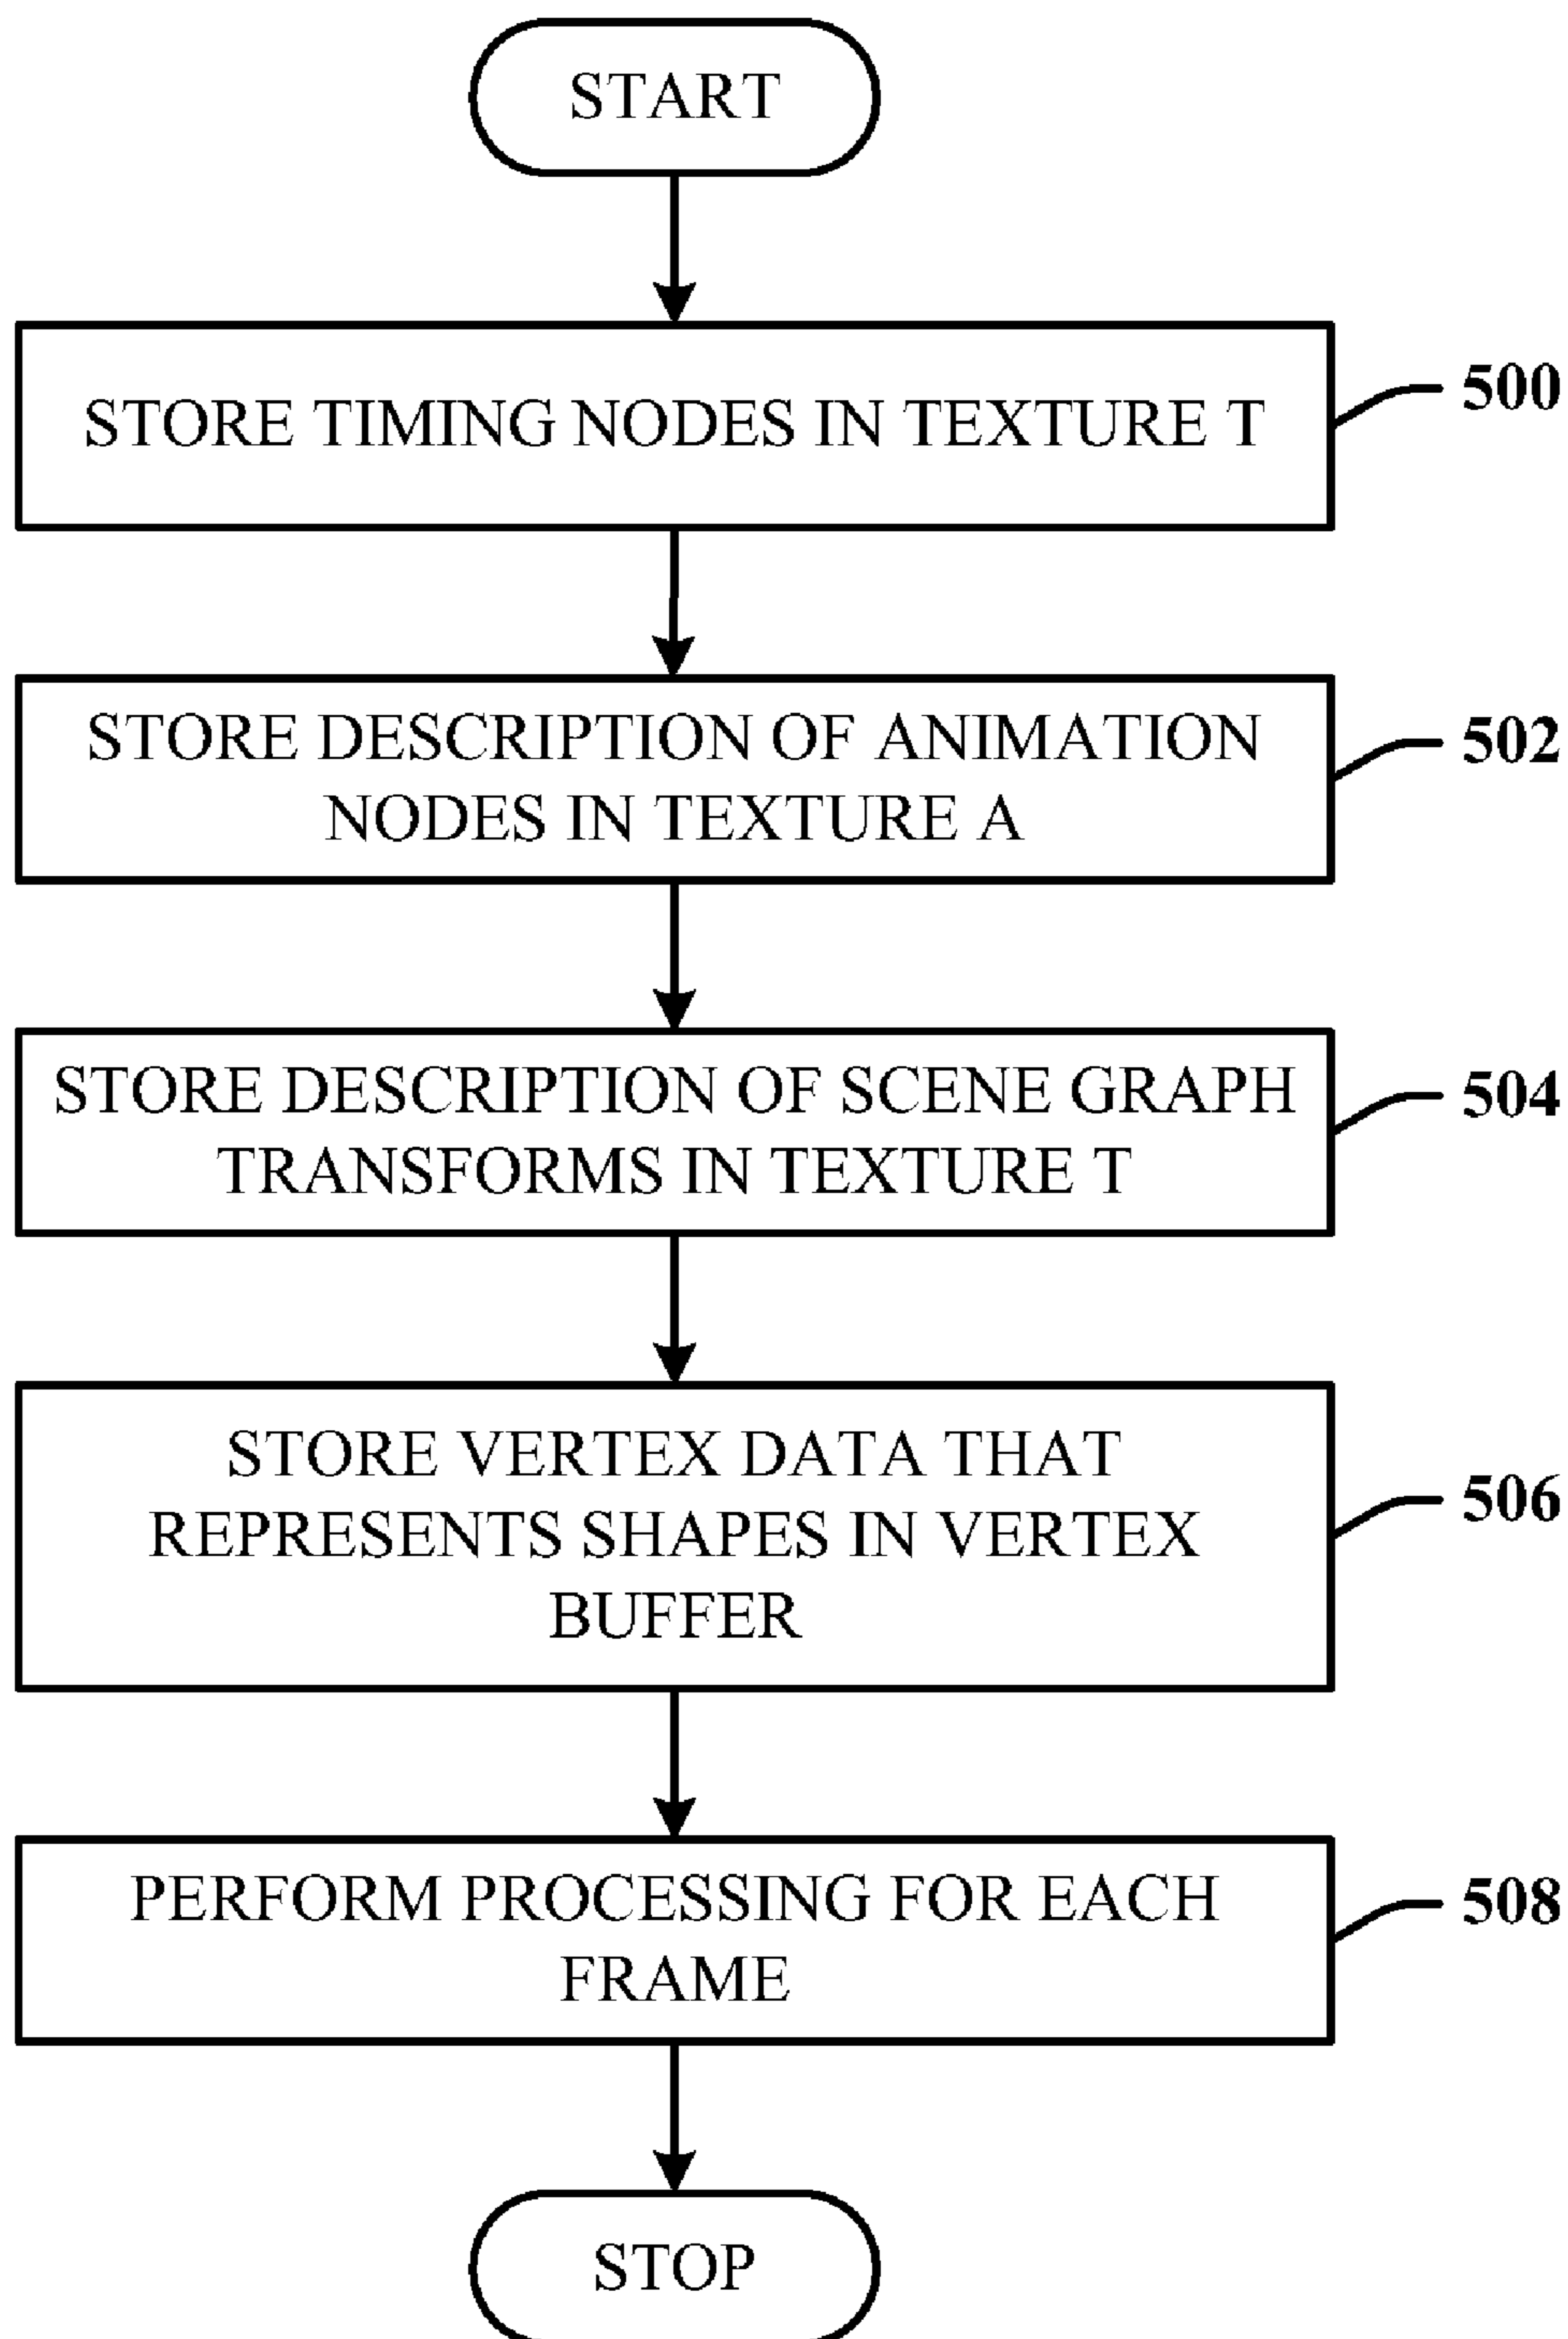 START
STORE TIMING NODES IN TEXTURE T
500
STORE DESCRIPTION OF ANIMATION
NODES IN TEXTURE A
502
STORE DESCRIPTION OF SCENE GRAPH
TRANSFORMS IN TEXTURE T
504
STORE VERTEX DATA THAT
REPRESENTS SHAPES IN VERTEX
BUFFER
506
PERFORM PROCESSING FOR EACH
FRAME
508
STOP